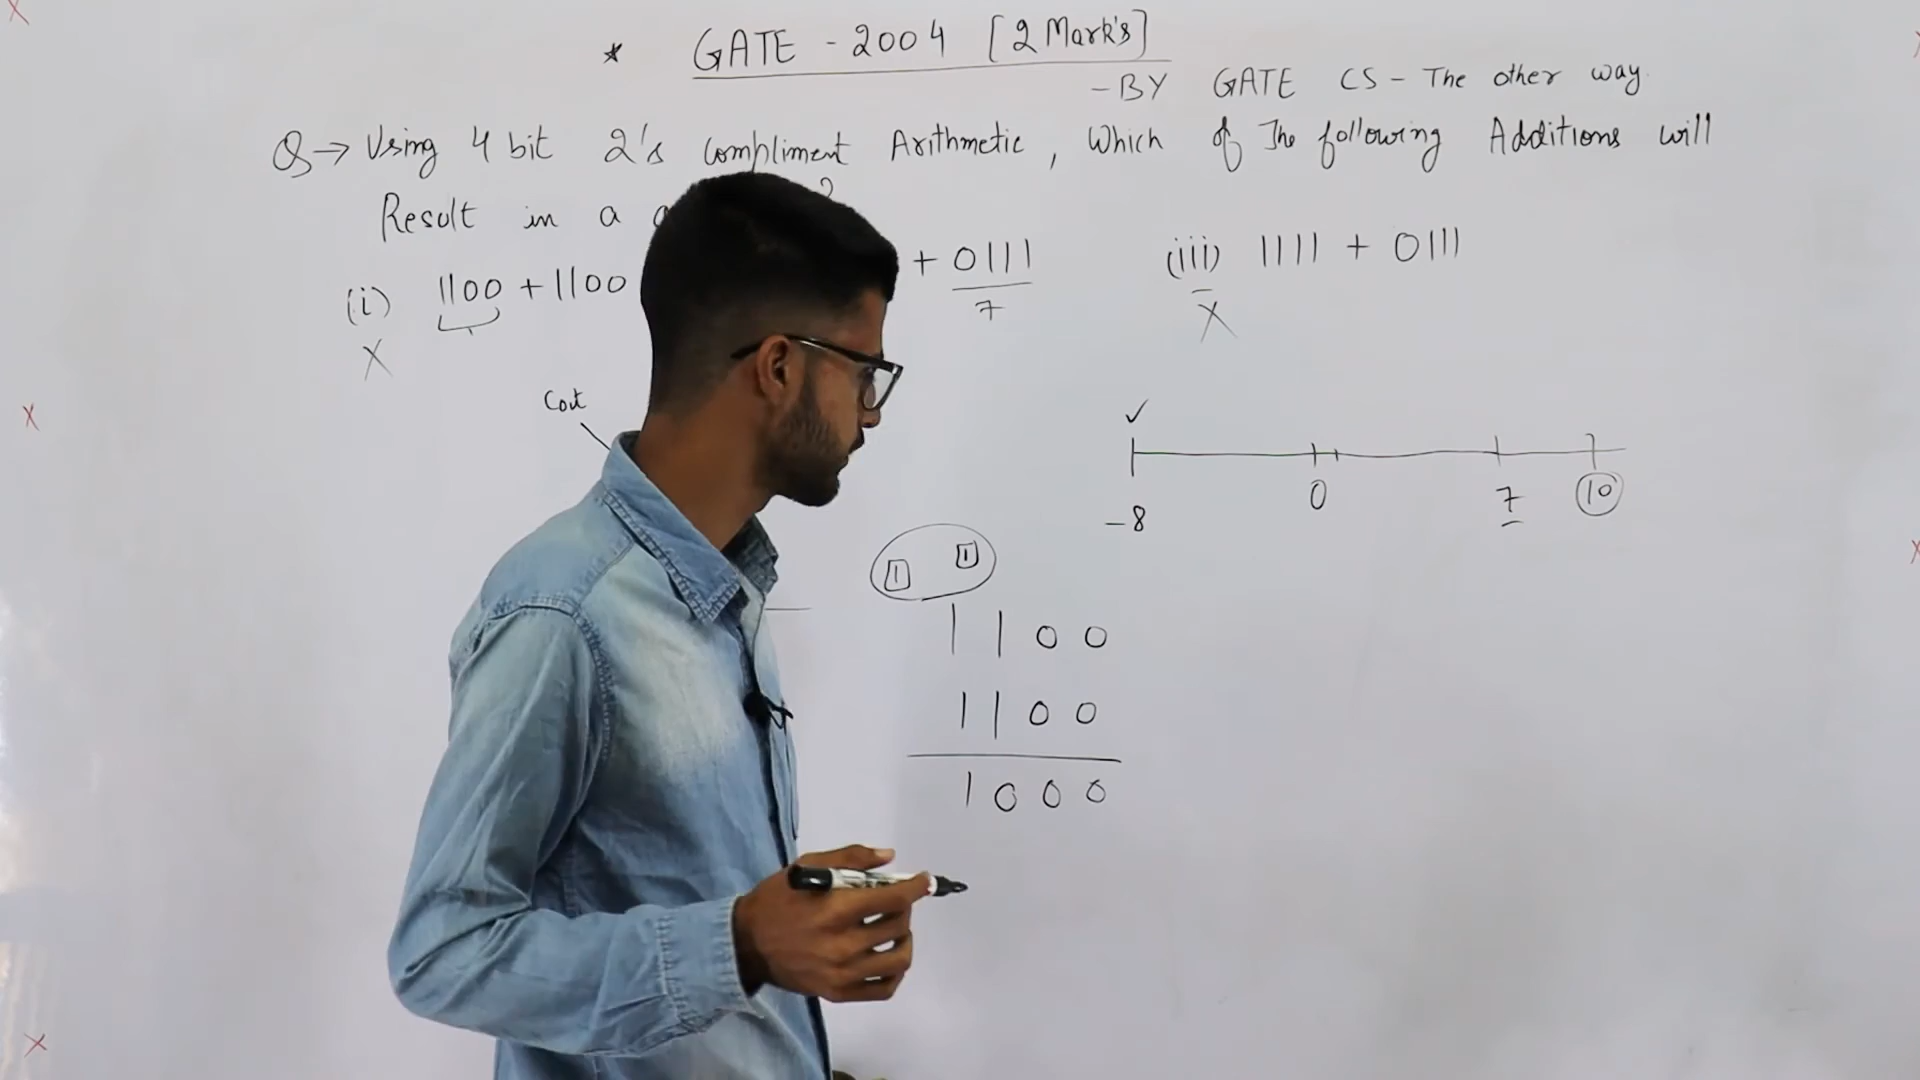 * GATE - 2004 [2 Mark's]
- BY GATE CS - The other way
Q → Using 4 bit 2's compliment Arithmetic, Which of The following Additions will
Result in a
(i) 1100 + 1100 + 0111 (iii) 1111 + 0111
7
X X
Cout
✓
-8 0 7 10
1 1
1 1 0 0
1 1 0 0
1 0 0 0